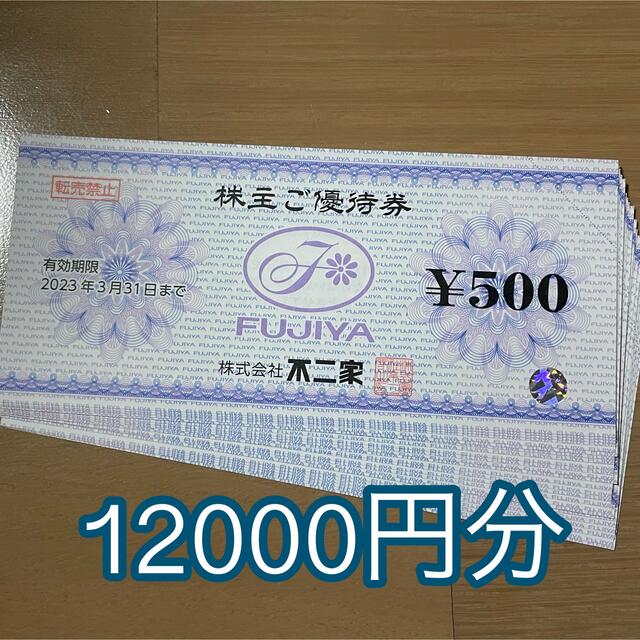 転売禁止
株主ご優待券
有効期限
2023年3月31日まで
F
FUJIYA
¥500
株式会社 不二家
12000円分